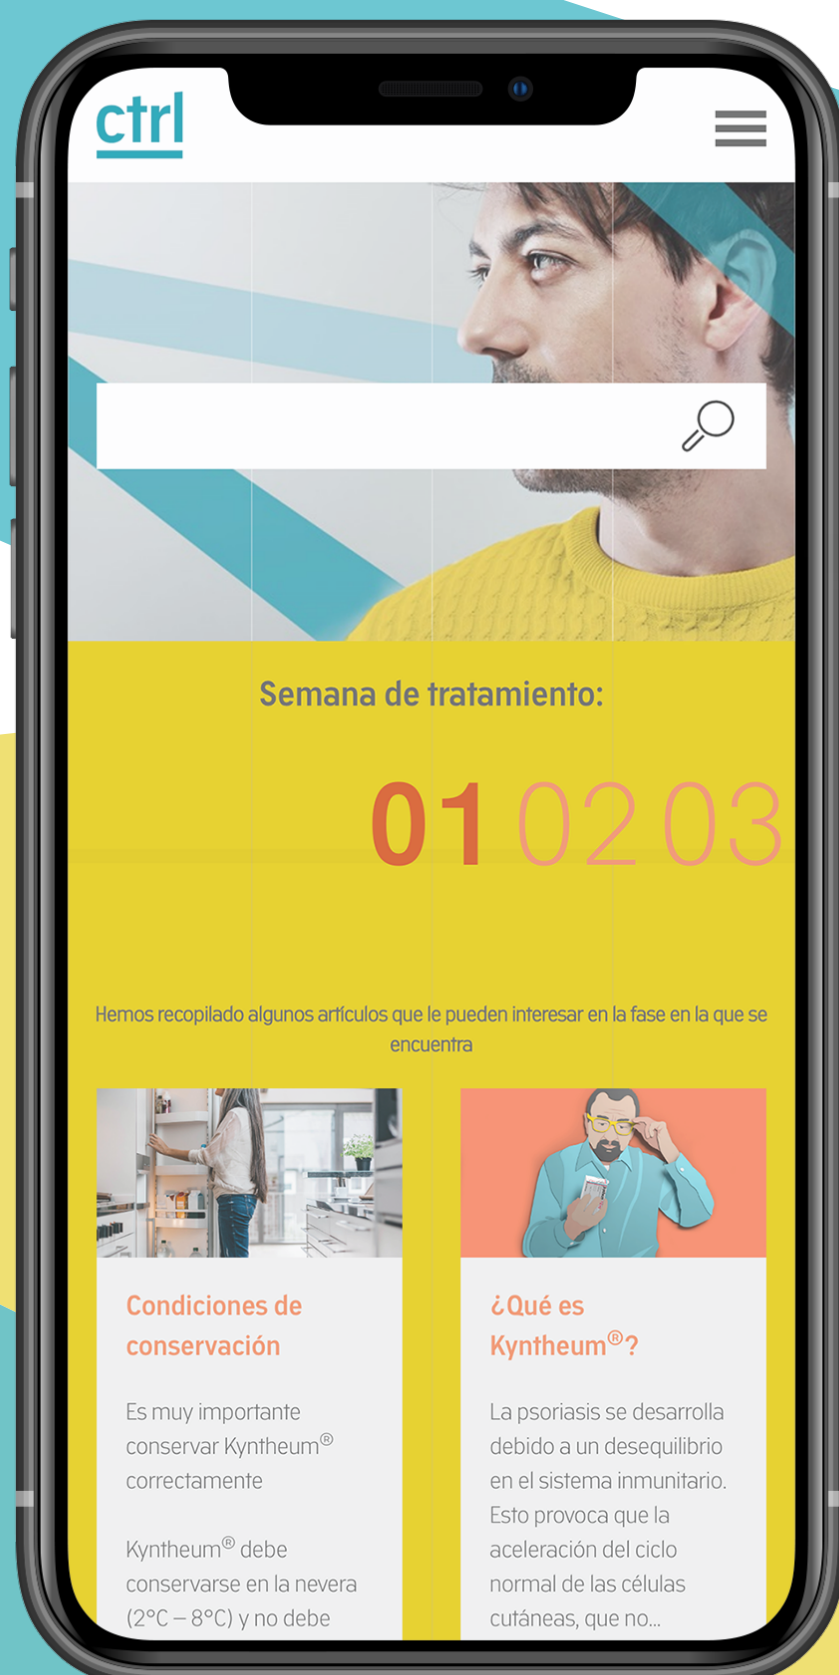 ctrl
Semana de tratamiento:
01 02 03
Hemos recopilado algunos artículos que le pueden interesar en la fase en la que se
encuentra
Condiciones de
conservación
Es muy importante
conservar Kyntheum®
correctamente
Kyntheum® debe
conservarse en la nevera
(2°C – 8°C) y no debe
¿Qué es
Kyntheum®?
La psoriasis se desarrolla
debido a un desequilibrio
en el sistema inmunitario.
Esto provoca que la
aceleración del ciclo
normal de las células
cutáneas, que no...